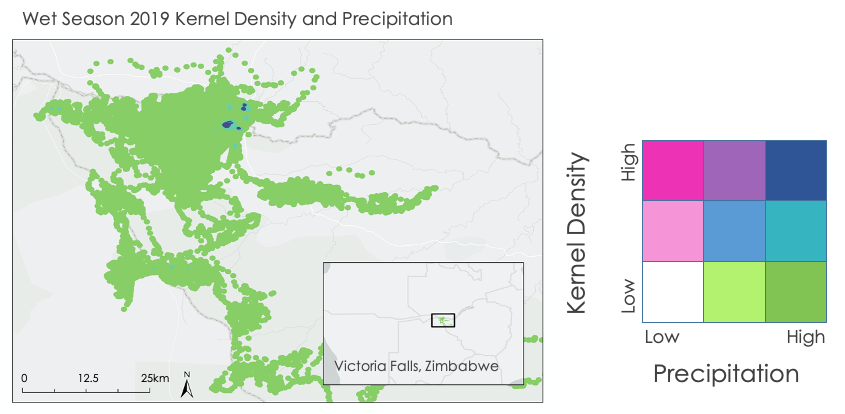 Wet Season 2019 Kernel Density and Precipitation
0 12.5 25km
N
Victoria Falls, Zimbabwe
Kernel Density
High
Low
Low High
Precipitation